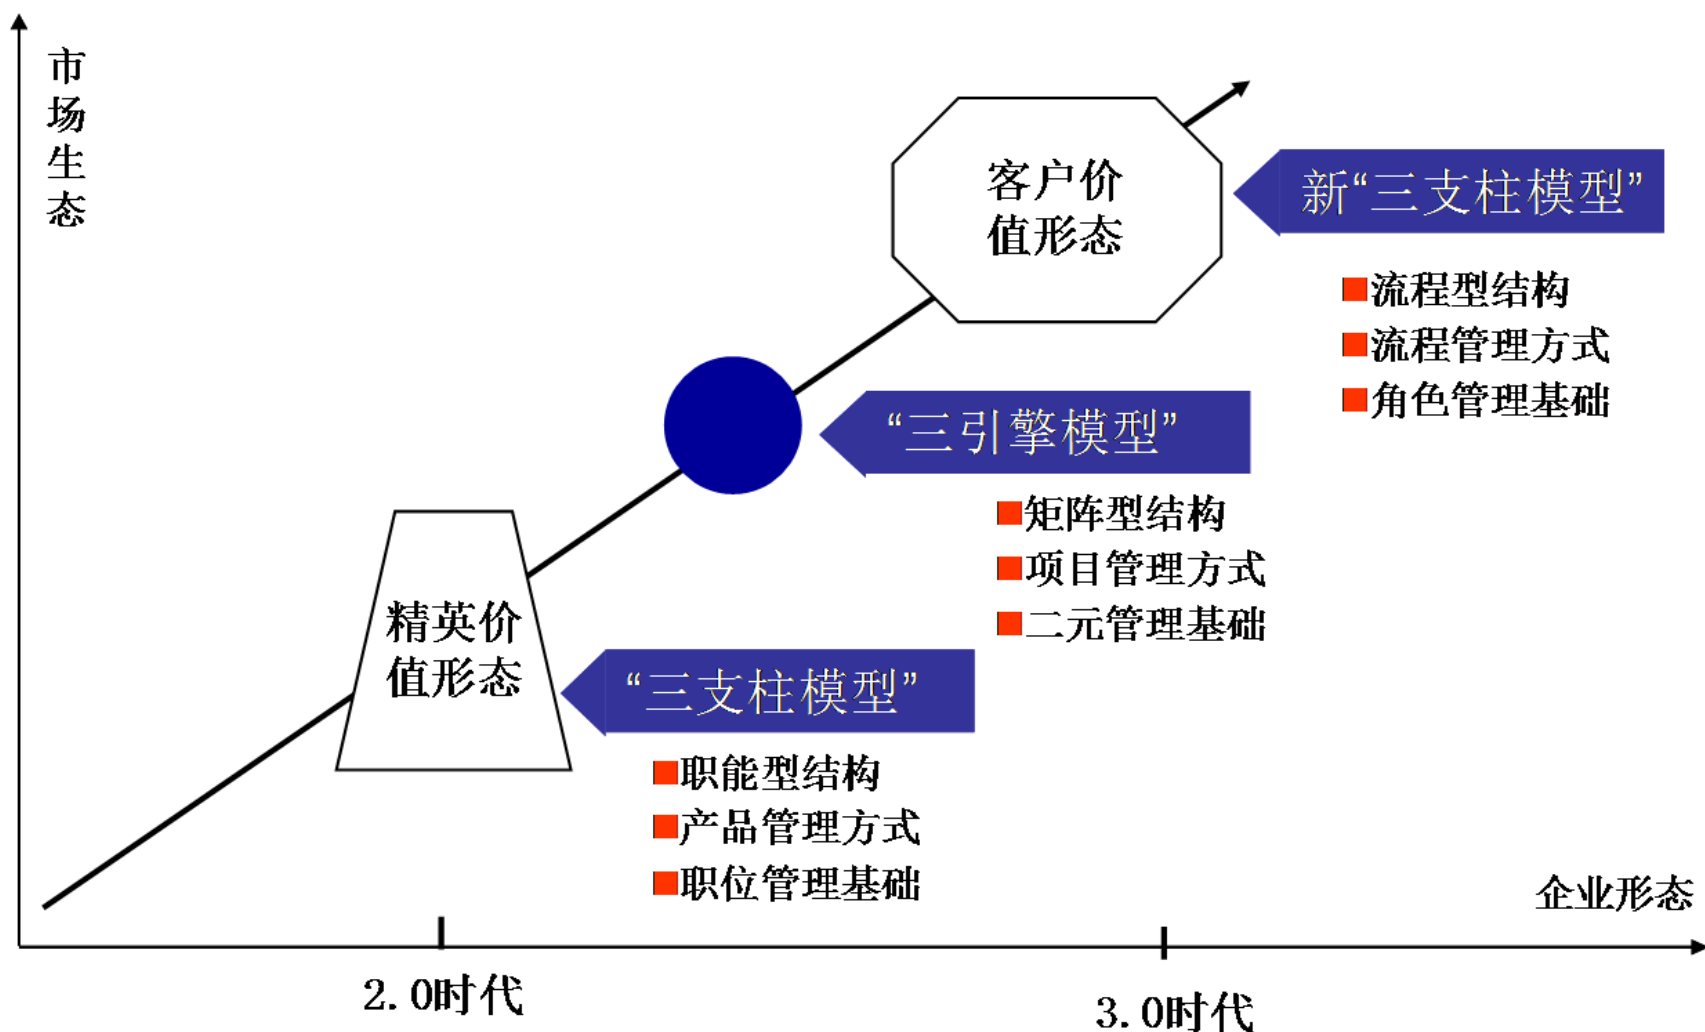 市场生态
客户价
值形态
新“三支柱模型”
流程型结构
流程管理方式
角色管理基础
“三引擎模型”
矩阵型结构
项目管理方式
二元管理基础
精英价
值形态
“三支柱模型”
职能型结构
产品管理方式
职位管理基础
企业形态
2.0时代
3.0时代